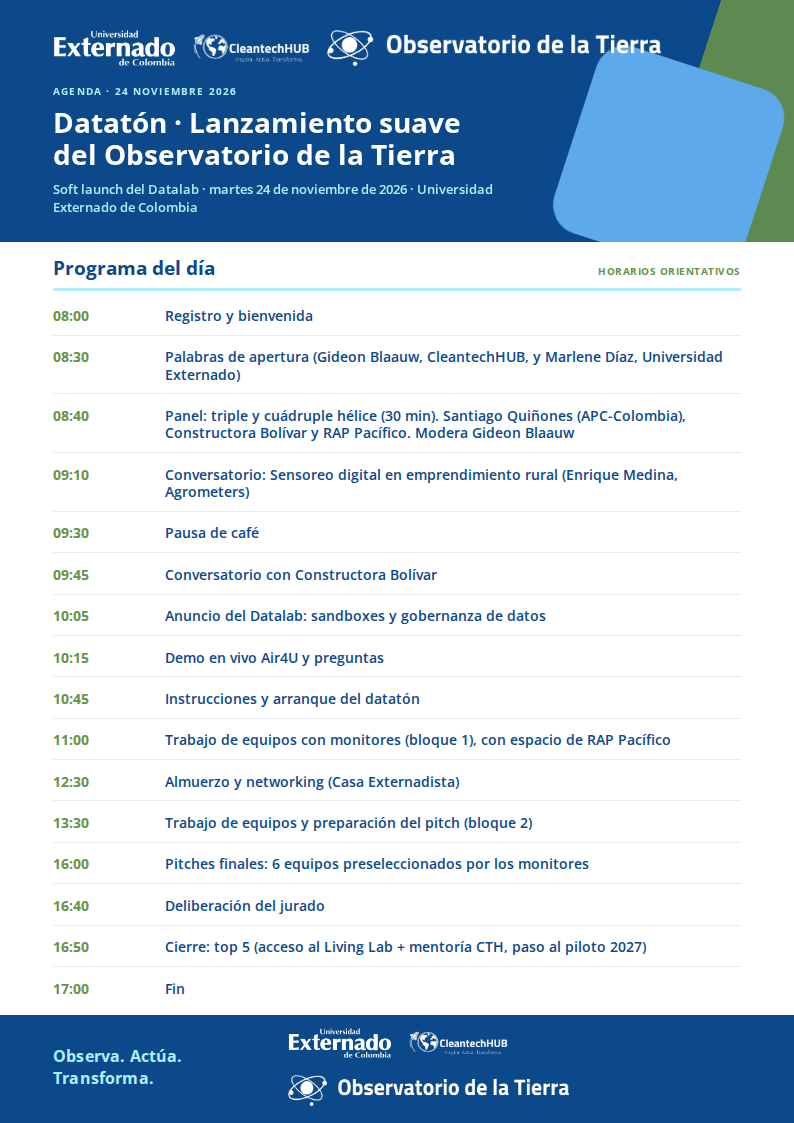 Universidad
Externado
de Colombia
CleantechHUB
Inspira. Actúa. Transforma.
Observatorio de la Tierra
AGENDA · 24 NOVIEMBRE 2026
Datatón · Lanzamiento suave
del Observatorio de la Tierra
Soft launch del Datalab · martes 24 de noviembre de 2026 · Universidad
Externado de Colombia
Programa del día
HORARIOS ORIENTATIVOS
08:00 Registro y bienvenida
08:30 Palabras de apertura (Gideon Blaauw, CleantechHUB, y Marlene Díaz, Universidad
Externado)
08:40 Panel: triple y cuádruple hélice (30 min). Santiago Quiñones (APC-Colombia),
Constructora Bolívar y RAP Pacífico. Modera Gideon Blaauw
09:10 Conversatorio: Sensoreo digital en emprendimiento rural (Enrique Medina,
Agrometers)
09:30 Pausa de café
09:45 Conversatorio con Constructora Bolívar
10:05 Anuncio del Datalab: sandboxes y gobernanza de datos
10:15 Demo en vivo Air4U y preguntas
10:45 Instrucciones y arranque del datatón
11:00 Trabajo de equipos con monitores (bloque 1), con espacio de RAP Pacífico
12:30 Almuerzo y networking (Casa Externadista)
13:30 Trabajo de equipos y preparación del pitch (bloque 2)
16:00 Pitches finales: 6 equipos preseleccionados por los monitores
16:40 Deliberación del jurado
16:50 Cierre: top 5 (acceso al Living Lab + mentoría CTH, paso al piloto 2027)
17:00 Fin
Observa. Actúa.
Transforma.
Universidad
Externado
de Colombia
CleantechHUB
Inspira. Actúa. Transforma.
Observatorio de la Tierra